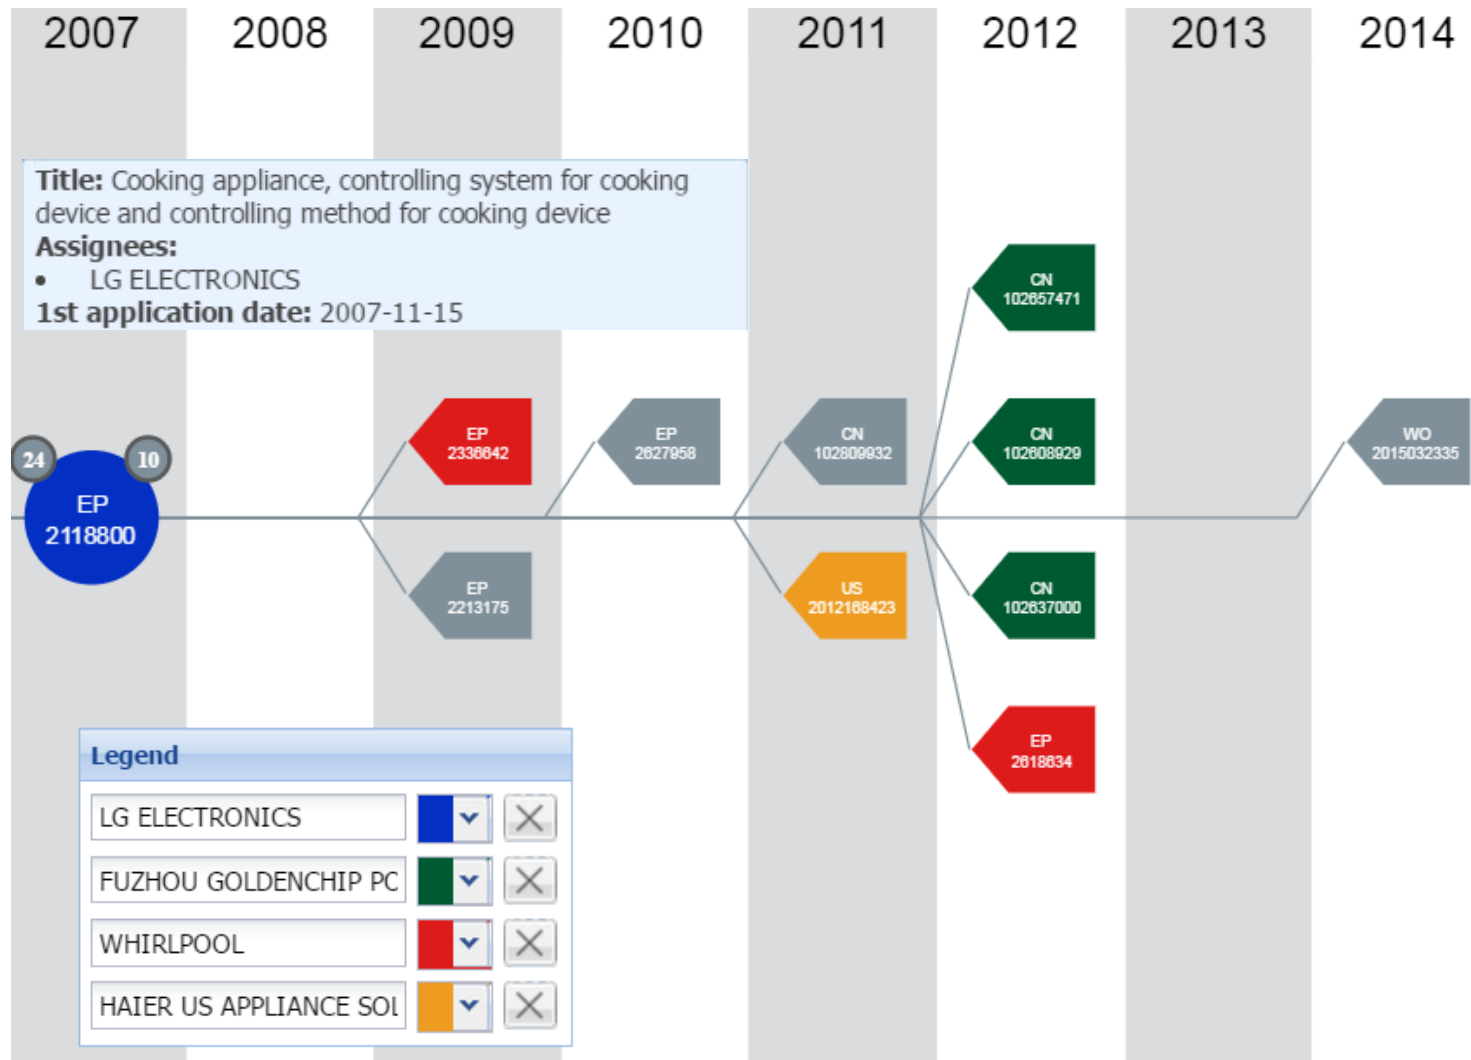 2007 2008 2009 2010 2011 2012 2013 2014
Title: Cooking appliance, controlling system for cooking
device and controlling method for cooking device
Assignees:
• LG ELECTRONICS
1st application date: 2007-11-15
CN
102657471
EP
2336642
EP
2627958
CN
102809932
CN
102608929
WO
2015032335
24
10
EP
2118800
EP
2213175
US
2012168423
CN
102637000
EP
2618634
Legend
LG ELECTRONICS
FUZHOU GOLDENCHIP PO
WHIRLPOOL
HAIER US APPLIANCE SOL